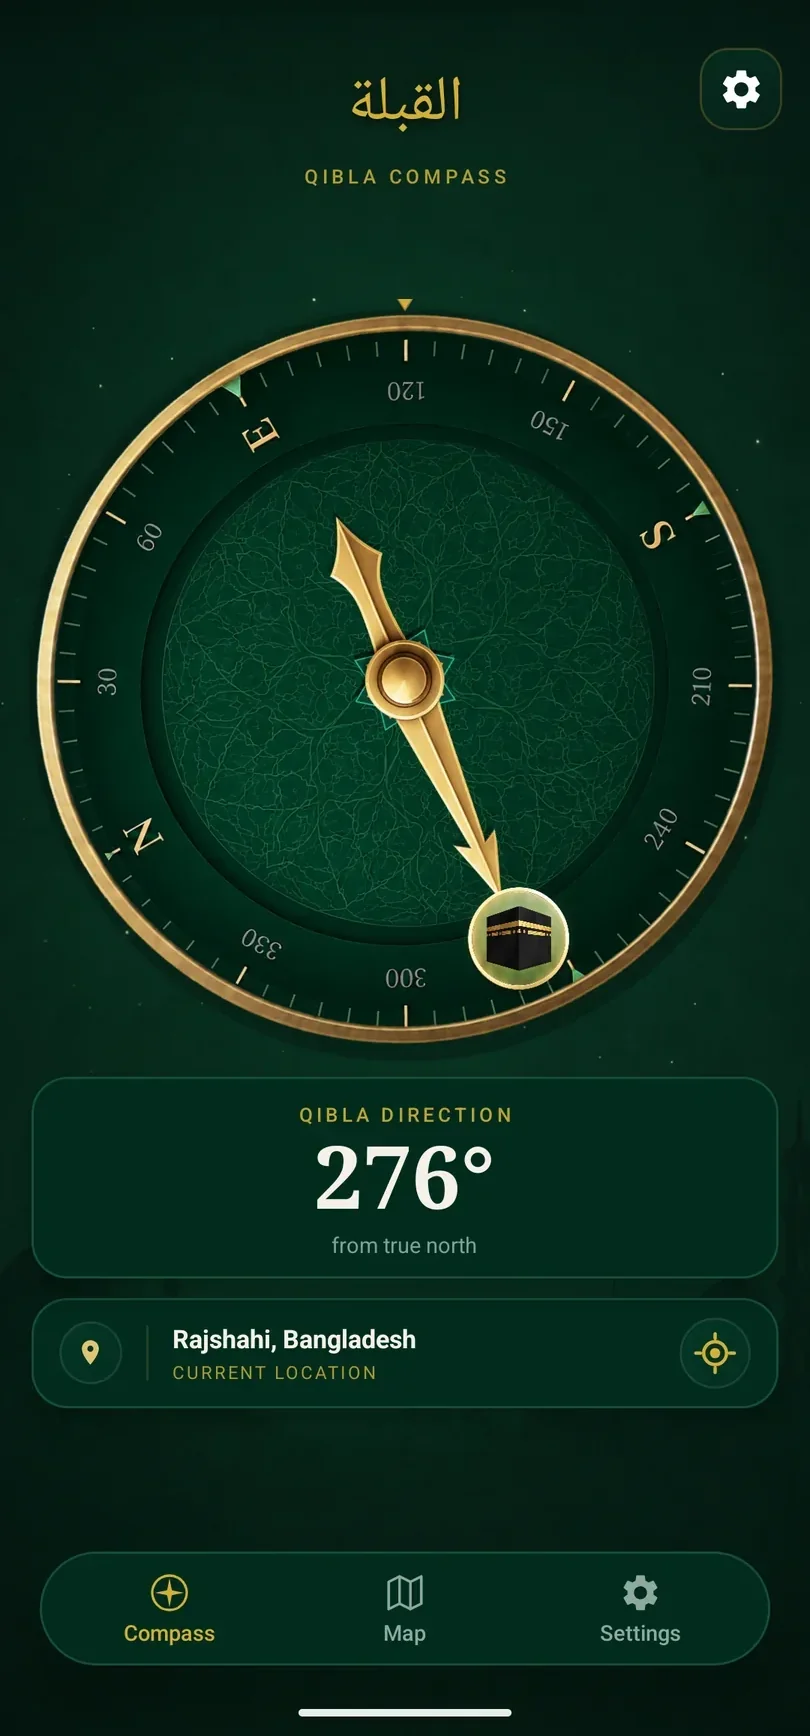 القبلة
QIBLA COMPASS
120
150
E
S
60
30
210
N
240
330
300
QIBLA DIRECTION
276°
from true north
Rajshahi, Bangladesh
CURRENT LOCATION
Compass
Map
Settings